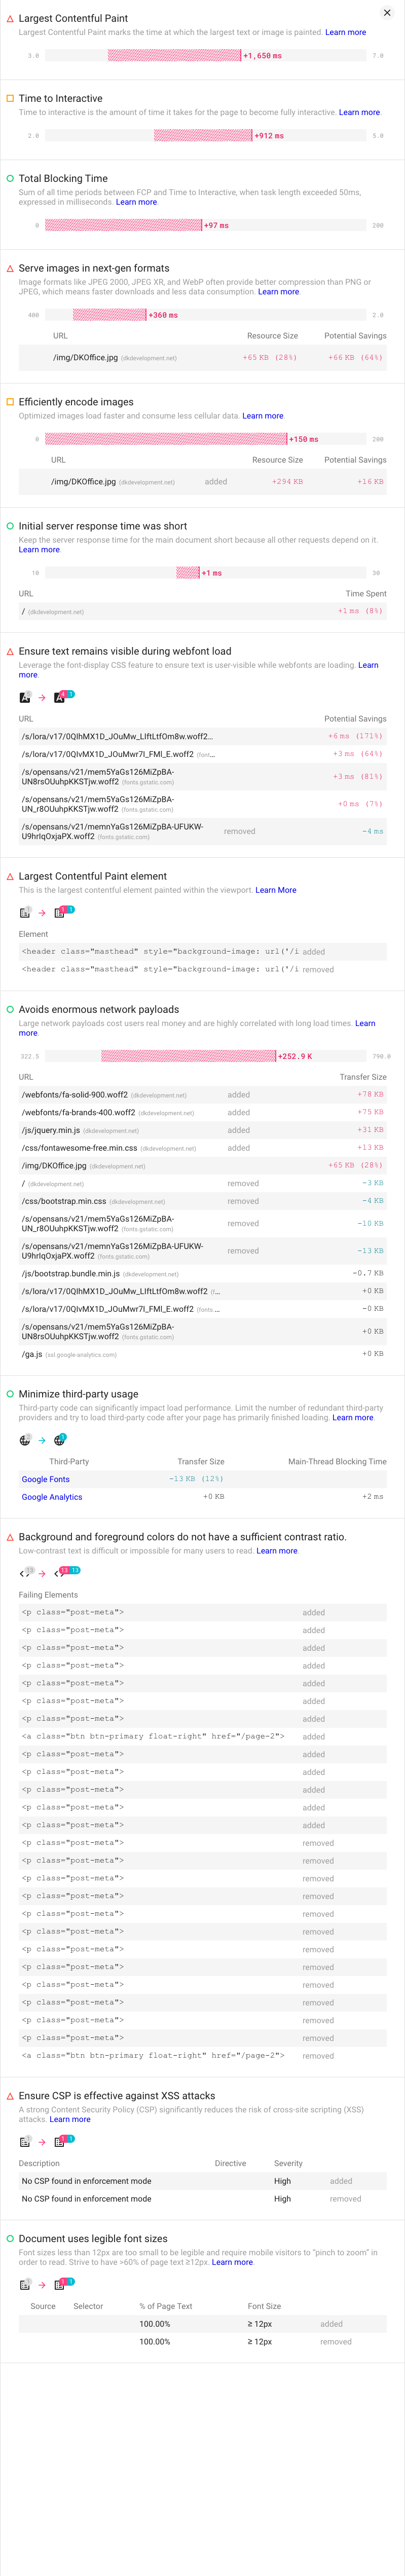 Largest Contentful Paint
Largest Contentful Paint marks the time at which the largest text or image is painted. Learn more
3.0 +1,650 ms 7.0
Time to Interactive
Time to interactive is the amount of time it takes for the page to become fully interactive. Learn more.
2.0 +912 ms 5.0
Total Blocking Time
Sum of all time periods between FCP and Time to Interactive, when task length exceeded 50ms,
expressed in milliseconds. Learn more.
0 +97 ms 200
Serve images in next-gen formats
Image formats like JPEG 2000, JPEG XR, and WebP often provide better compression than PNG or
JPEG, which means faster downloads and less data consumption. Learn more.
400 +360 ms 2.0
URL Resource Size Potential Savings
/img/DKOffice.jpg (dkdevelopment.net) +65 KB (28%) +66 KB (64%)
Efficiently encode images
Optimized images load faster and consume less cellular data. Learn more.
0 +150 ms 200
URL Resource Size Potential Savings
/img/DKOffice.jpg (dkdevelopment.net) added +294 KB +16 KB
Initial server response time was short
Keep the server response time for the main document short because all other requests depend on it.
Learn more.
10 +1 ms 30
URL Time Spent
/ (dkdevelopment.net) +1 ms (8%)
Ensure text remains visible during webfont load
Leverage the font-display CSS feature to ensure text is user-visible while webfonts are loading. Learn
more.
URL Potential Savings
/s/lora/v17/0QIhMX1D_JOuMw_LIftLtfOm8w.woff2… +6 ms (171%)
/s/lora/v17/0QIvMX1D_JOuMwr7I_FMl_E.woff2 (font… +3 ms (64%)
/s/opensans/v21/mem5YaGs126MiZpBA-
UN8rsOUuhpKKSTjw.woff2 (fonts.gstatic.com) +3 ms (81%)
/s/opensans/v21/mem5YaGs126MiZpBA-
UN_r8OUuhpKKSTjw.woff2 (fonts.gstatic.com) +0 ms (7%)
/s/opensans/v21/memnYaGs126MiZpBA-UFUKW-
U9hrIqOxjaPX.woff2 (fonts.gstatic.com) removed -4 ms
Largest Contentful Paint element
This is the largest contentful element painted within the viewport. Learn More
1 1 1
Element
<header class="masthead" style="background-image: url('/i added
<header class="masthead" style="background-image: url('/i removed
Avoids enormous network payloads
Large network payloads cost users real money and are highly correlated with long load times. Learn
more.
322.5 +252.9 K 790.0
URL Transfer Size
/webfonts/fa-solid-900.woff2 (dkdevelopment.net) added +78 KB
/webfonts/fa-brands-400.woff2 (dkdevelopment.net) added +75 KB
/js/jquery.min.js (dkdevelopment.net) added +31 KB
/css/fontawesome-free.min.css (dkdevelopment.net) added +13 KB
/img/DKOffice.jpg (dkdevelopment.net) +65 KB (28%)
/ (dkdevelopment.net) removed -3 KB
/css/bootstrap.min.css (dkdevelopment.net) removed -4 KB
/s/opensans/v21/mem5YaGs126MiZpBA-
UN_r8OUuhpKKSTjw.woff2 (fonts.gstatic.com) removed -10 KB
/s/opensans/v21/memnYaGs126MiZpBA-UFUKW-
U9hrIqOxjaPX.woff2 (fonts.gstatic.com) removed -13 KB
/js/bootstrap.bundle.min.js (dkdevelopment.net) -0.7 KB
/s/lora/v17/0QIhMX1D_JOuMw_LIftLtfOm8w.woff2 (f… +0 KB
/s/lora/v17/0QIvMX1D_JOuMwr7I_FMl_E.woff2 (fonts … -0 KB
/s/opensans/v21/mem5YaGs126MiZpBA-
UN8rsOUuhpKKSTjw.woff2 (fonts.gstatic.com) +0 KB
/ga.js (ssl.google-analytics.com) +0 KB
Minimize third-party usage
Third-party code can significantly impact load performance. Limit the number of redundant third-party
providers and try to load third-party code after your page has primarily finished loading. Learn more.
Third-Party Transfer Size Main-Thread Blocking Time
Google Fonts -13 KB (12%)
Google Analytics +0 KB +2 ms
Background and foreground colors do not have a sufficient contrast ratio.
Low-contrast text is difficult or impossible for many users to read. Learn more.
13 13 13
Failing Elements
<p class="post-meta"> added
<p class="post-meta"> added
<p class="post-meta"> added
<p class="post-meta"> added
<p class="post-meta"> added
<p class="post-meta"> added
<p class="post-meta"> added
<a class="btn btn-primary float-right" href="/page-2"> added
<p class="post-meta"> added
<p class="post-meta"> added
<p class="post-meta"> added
<p class="post-meta"> added
<p class="post-meta"> added
<p class="post-meta"> removed
<p class="post-meta"> removed
<p class="post-meta"> removed
<p class="post-meta"> removed
<p class="post-meta"> removed
<p class="post-meta"> removed
<p class="post-meta"> removed
<p class="post-meta"> removed
<p class="post-meta"> removed
<p class="post-meta"> removed
<p class="post-meta"> removed
<p class="post-meta"> removed
<a class="btn btn-primary float-right" href="/page-2"> removed
Ensure CSP is effective against XSS attacks
A strong Content Security Policy (CSP) significantly reduces the risk of cross-site scripting (XSS)
attacks. Learn more
1 1 1
Description Directive Severity
No CSP found in enforcement mode High added
No CSP found in enforcement mode High removed
Document uses legible font sizes
Font sizes less than 12px are too small to be legible and require mobile visitors to “pinch to zoom” in
order to read. Strive to have >60% of page text ≥12px. Learn more.
1 1 1
Source Selector % of Page Text Font Size
100.00% ≥ 12px added
100.00% ≥ 12px removed